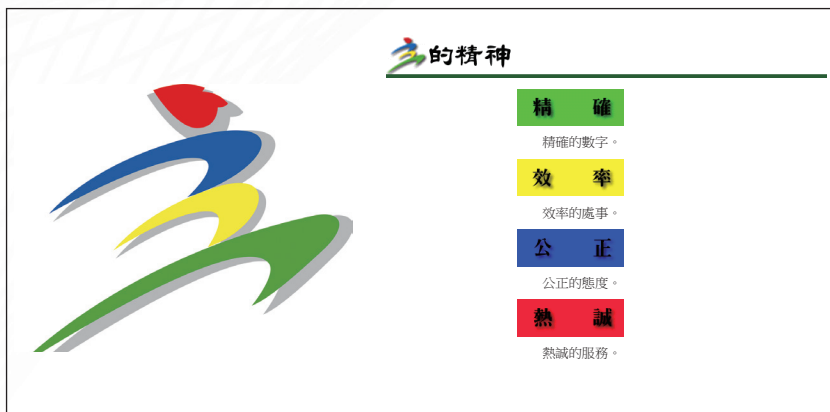 的精神
精確
精確的數字。
效率
效率的處事。
公正
公正的態度。
熱誠
熱誠的服務。